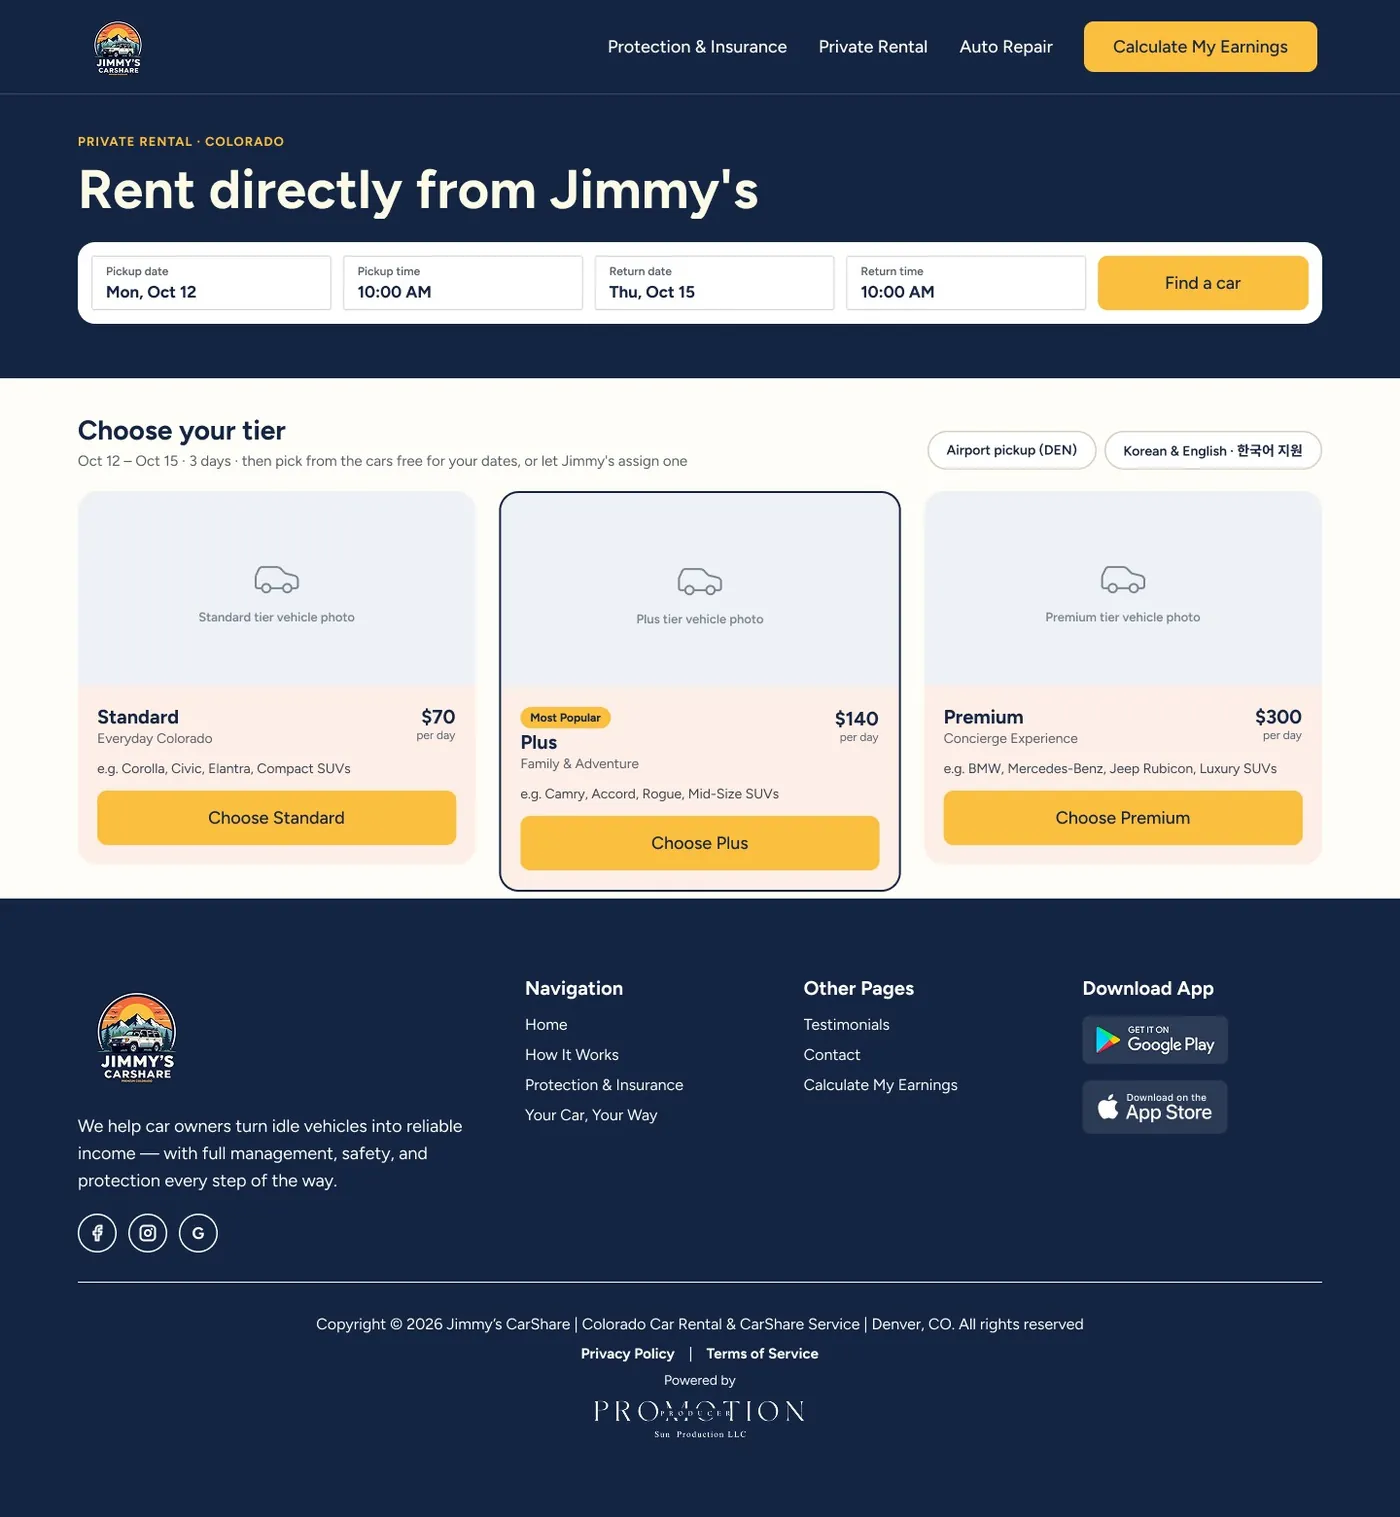 JIMMY'S
CARSHARE
Protection & Insurance
Private Rental
Auto Repair
Calculate My Earnings
PRIVATE RENTAL · COLORADO
Rent directly from Jimmy's
Pickup date
Mon, Oct 12
Pickup time
10:00 AM
Return date
Thu, Oct 15
Return time
10:00 AM
Find a car
Choose your tier
Oct 12 – Oct 15 · 3 days · then pick from the cars free for your dates, or let Jimmy's assign one
Airport pickup (DEN)
Korean & English · 한국어 지원
Standard tier vehicle photo
Standard
Everyday Colorado
$70
per day
e.g. Corolla, Civic, Elantra, Compact SUVs
Choose Standard
Plus tier vehicle photo
Most Popular
Plus
Family & Adventure
$140
per day
e.g. Camry, Accord, Rogue, Mid-Size SUVs
Choose Plus
Premium tier vehicle photo
Premium
Concierge Experience
$300
per day
e.g. BMW, Mercedes-Benz, Jeep Rubicon, Luxury SUVs
Choose Premium
JIMMY'S
CARSHARE
We help car owners turn idle vehicles into reliable
income — with full management, safety, and
protection every step of the way.
G
Navigation
Home
How It Works
Protection & Insurance
Your Car, Your Way
Other Pages
Testimonials
Contact
Calculate My Earnings
Download App
GET IT ON
Google Play
Download on the
App Store
Copyright © 2026 Jimmy’s CarShare | Colorado Car Rental & CarShare Service | Denver, CO. All rights reserved
Privacy Policy | Terms of Service
Powered by
PROMOTION
PRODUCER
Sun Production LLC